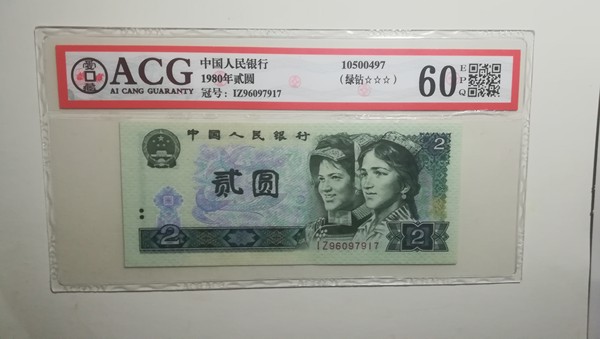 ACG
AI CANG GUARANTY
中国人民银行
1980年贰圆
冠号：IZ96097917
10500497
（绿钻☆☆☆）
60
E
P
Q
中国人民银行
2
贰圆
IZ96097917
2
2